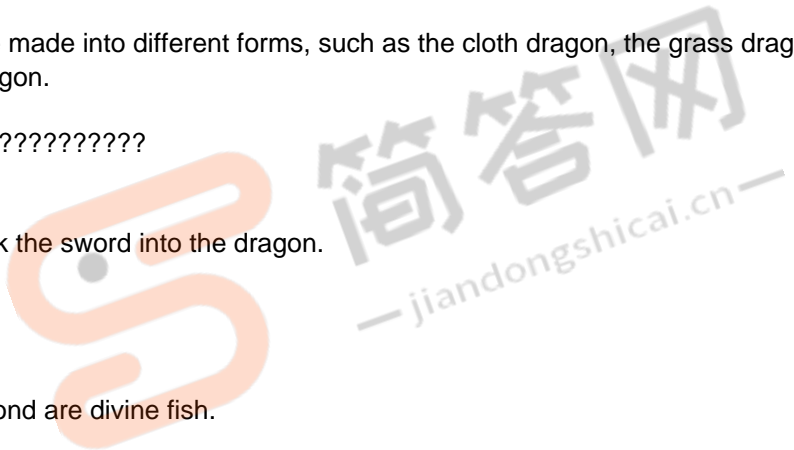 made into different forms, such as the cloth dragon, the grass drag
gon.
??????????
k the sword into the dragon.
ond are divine fish.
简答网
jiandongshicai.cn